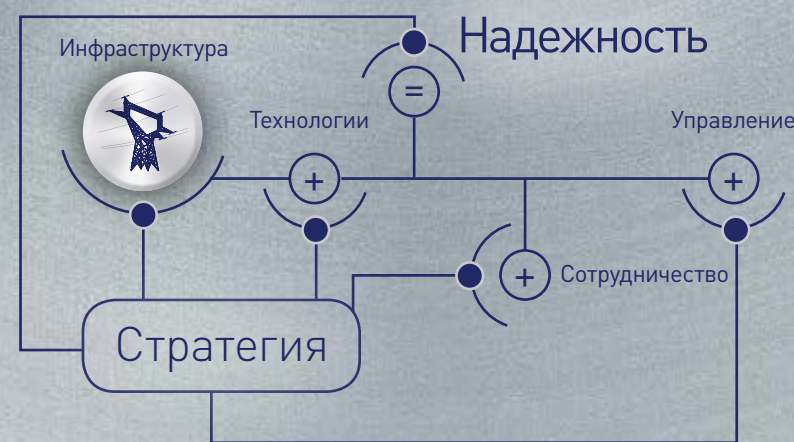 Надежность
Инфраструктура
=
Технологии
Управление
+
+
+
Сотрудничество
Стратегия